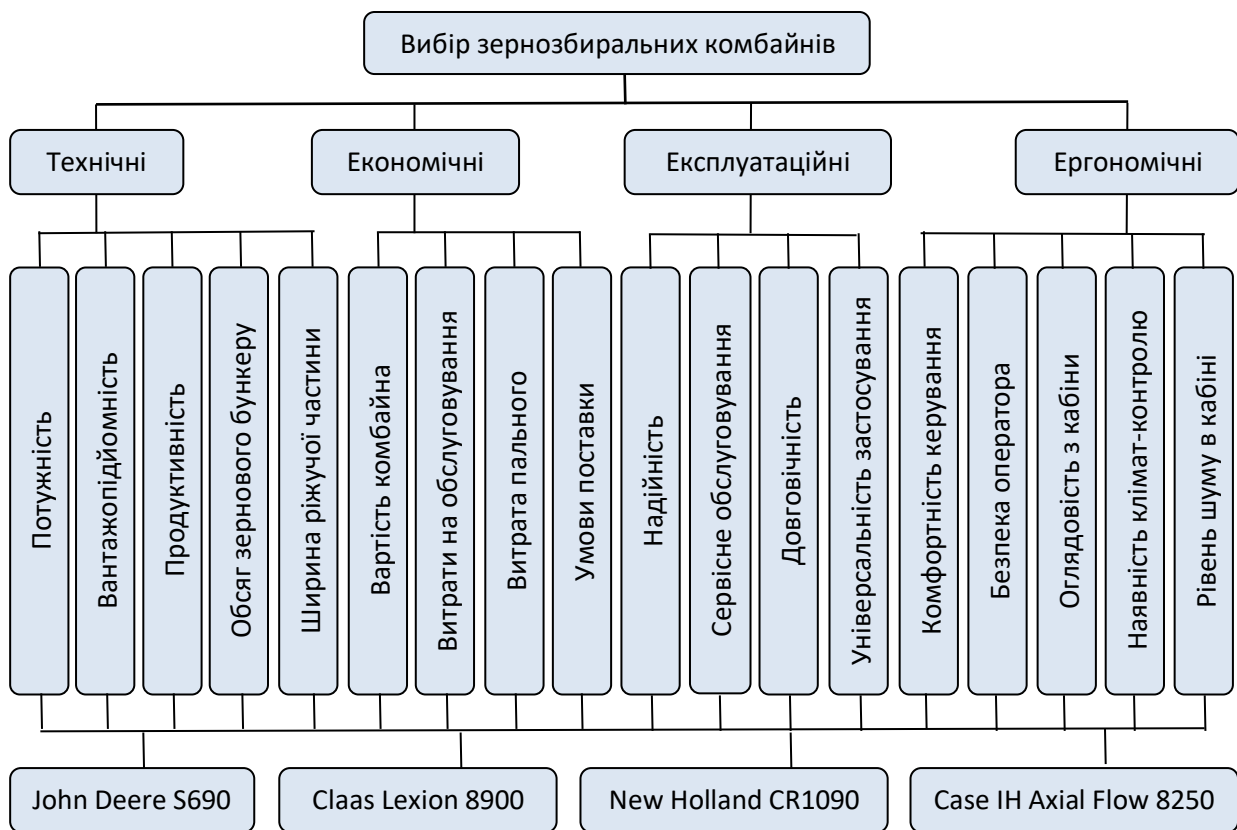 Вибір зернозбиральних комбайнів
Технічні
Економічні
Експлуатаційні
Ергономічні
Потужність
Вантажопідйомність
Продуктивність
Обсяг зернового бункеру
Ширина ріжучої частини
Вартість комбайна
Витрати на обслуговування
Витрата пального
Умови поставки
Надійність
Сервісне обслуговування
Довговічність
Універсальність застосування
Комфортність керування
Безпека оператора
Оглядовість з кабіни
Наявність клімат-контролю
Рівень шуму в кабіні
John Deere S690
Claas Lexion 8900
New Holland CR1090
Case IH Axial Flow 8250